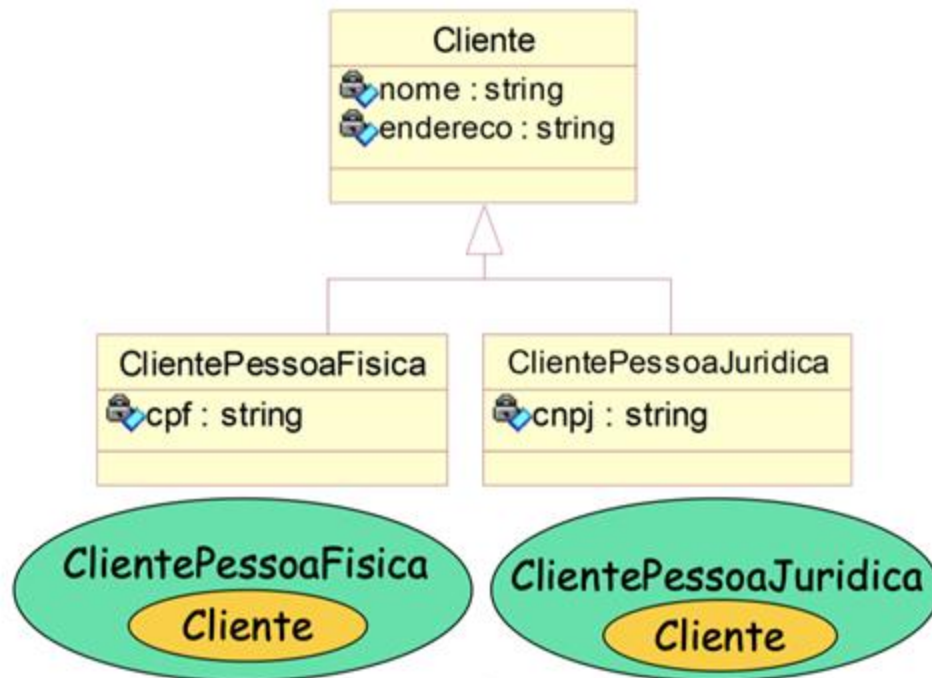 Cliente
nome : string
endereco : string
ClientePessoaFisica
cpf : string
ClientePessoaJuridica
cnpj : string
ClientePessoaFisica
Cliente
ClientePessoaJuridica
Cliente